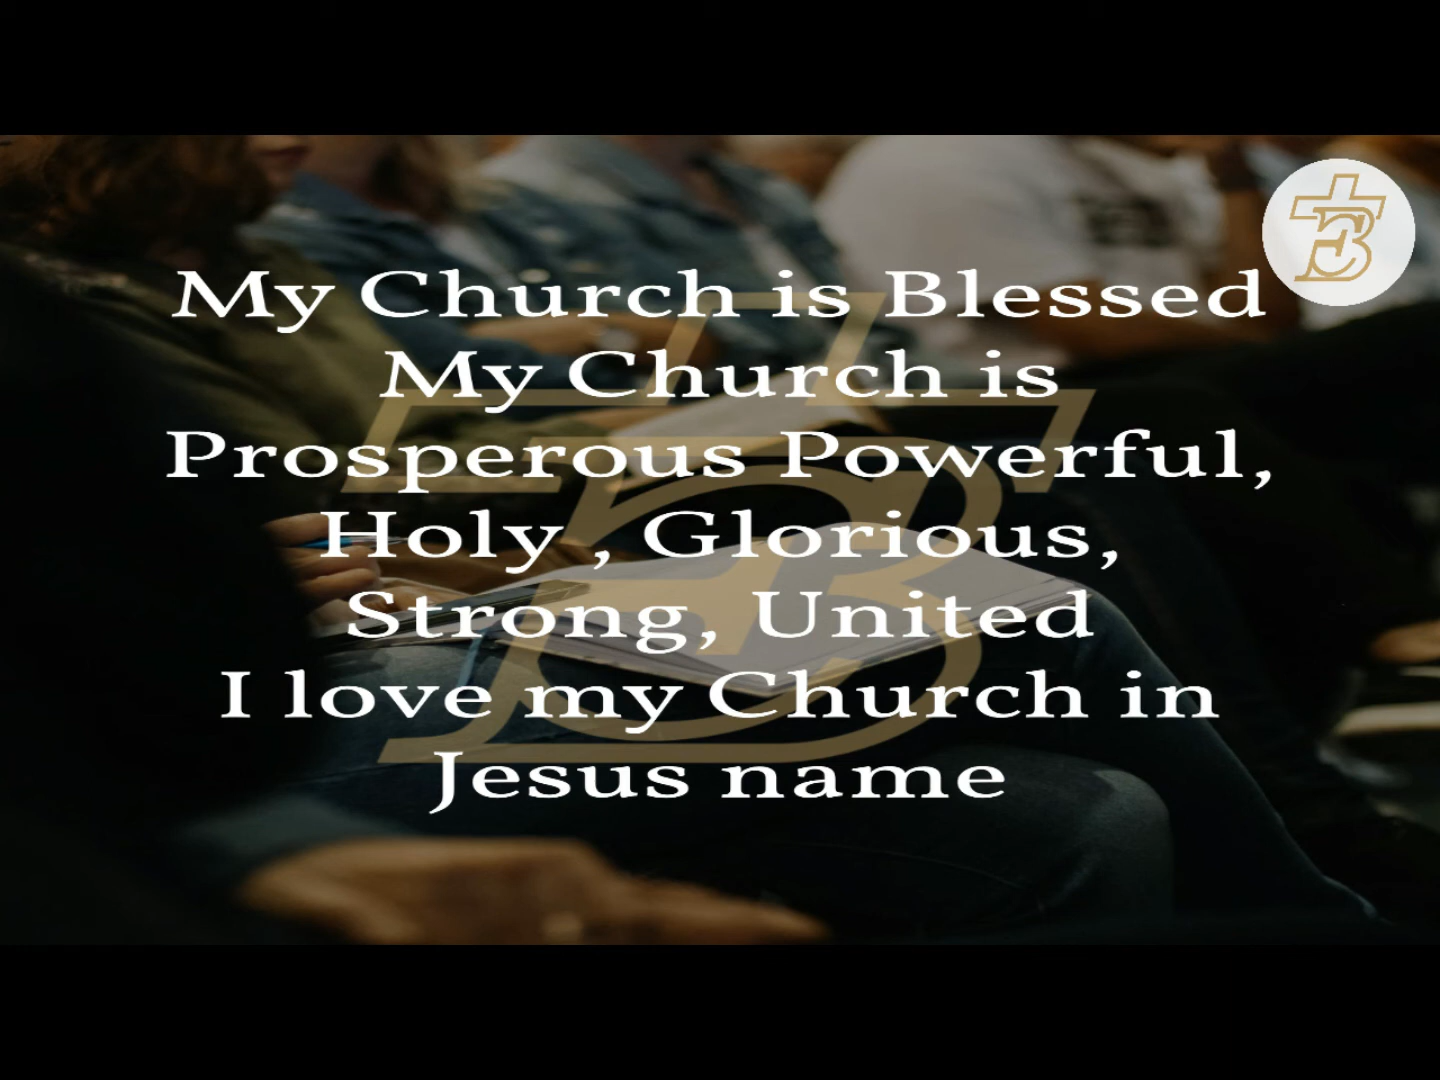 My Church is Blessed
My Church is
Prosperous Powerful,
Holy , Glorious,
Strong, United
I love my Church in
Jesus name